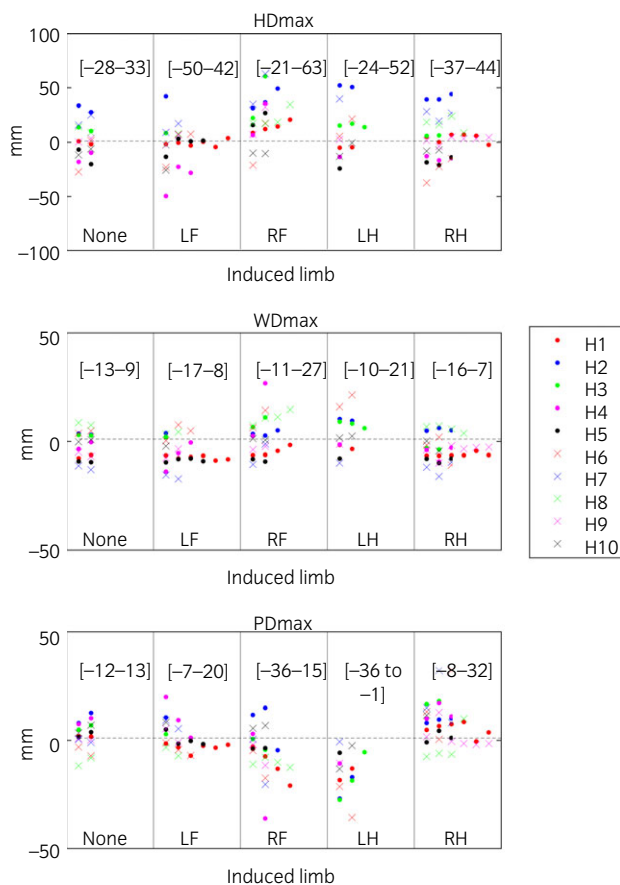 HDmax
100
[−28–33] [−50–42] [−21–63] [−24–52] [−37–44]
50
mm
0
−50
None LF RF LH RH
−100
Induced limb
WDmax
50
[−13–9] [−17–8] [−11–27] [−10–21] [−16–7]
mm
0
None LF RF LH RH
−50
Induced limb
H1
H2
H3
H4
H5
H6
H7
H8
H9
H10
PDmax
50
[−12–13] [−7–20] [−36–15] [−36 to [−8–32]
−1]
mm
0
None LF RF LH RH
−50
Induced limb